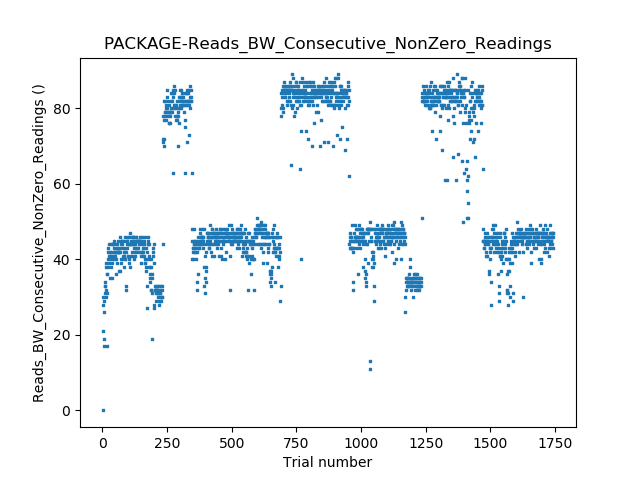 PACKAGE-Reads_BW_Consecutive_NonZero_Readings
Reads_BW_Consecutive_NonZero_Readings ()
80
60
40
20
0
0 250 500 750 1000 1250 1500 1750
Trial number